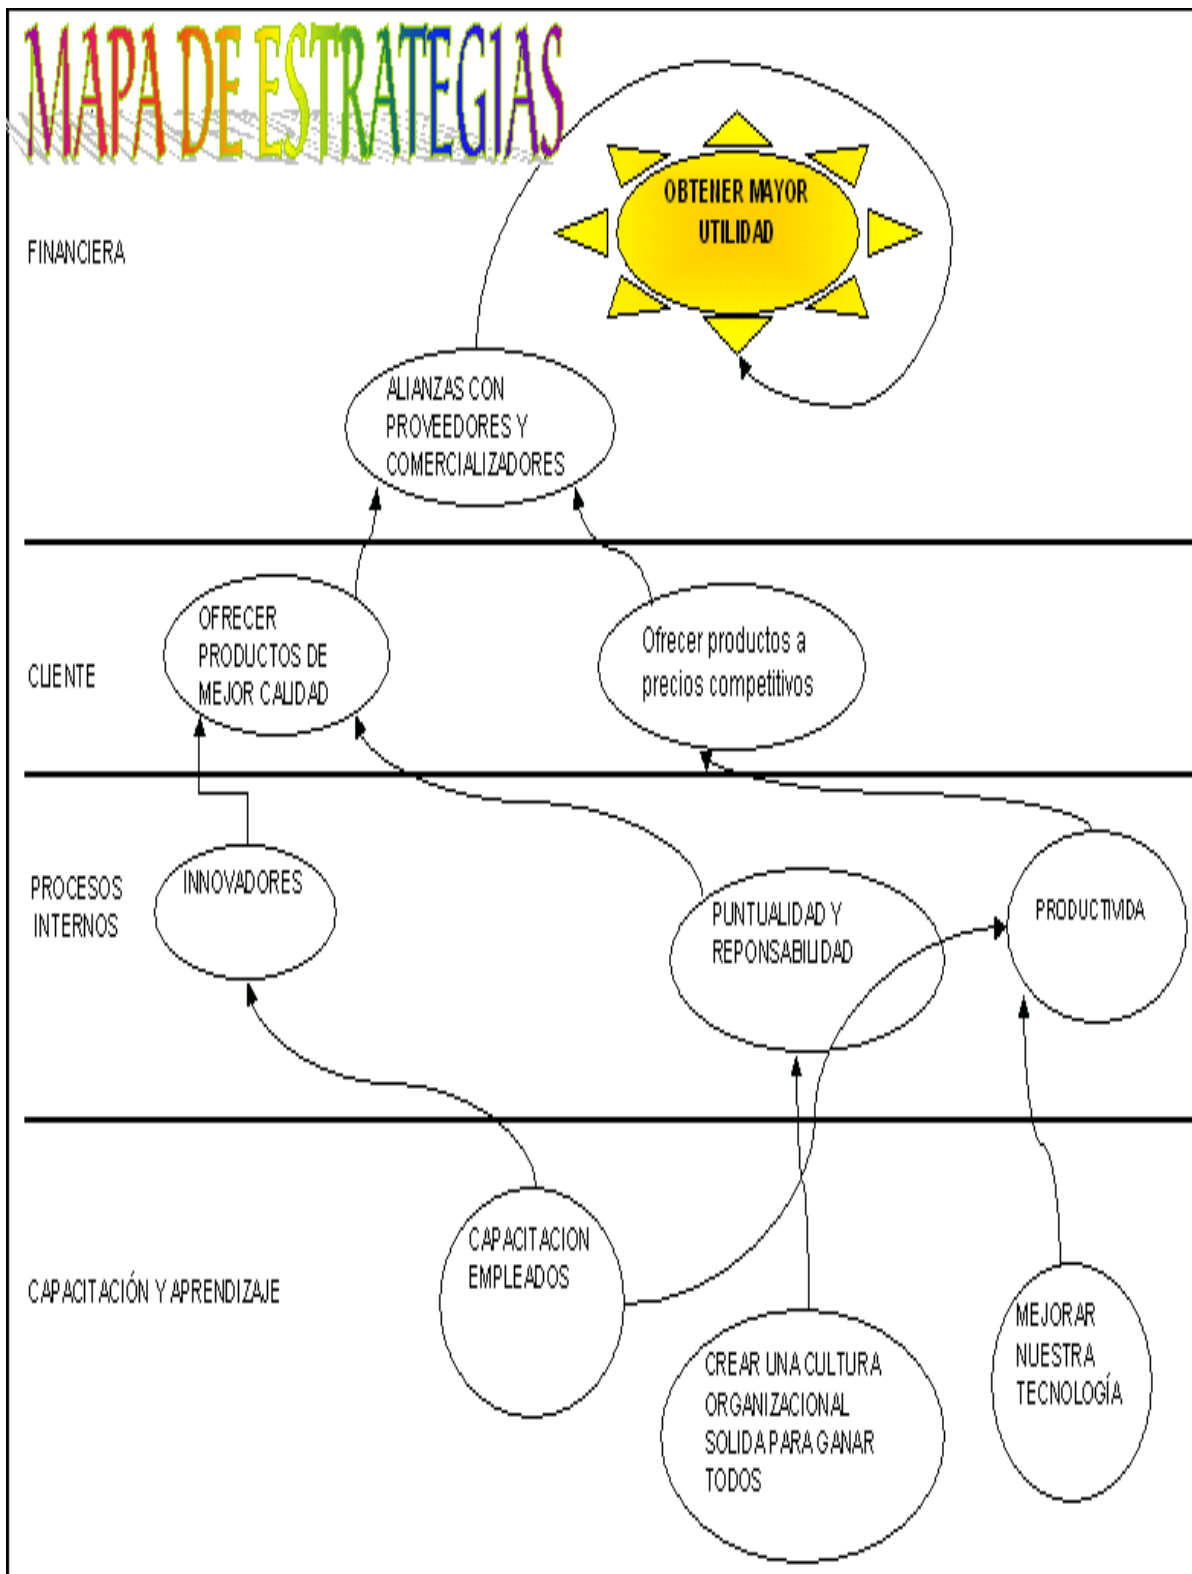 MAPA DE ESTRATEGIAS
OBTENER MAYOR
UTILIDAD
FINANCIERA
ALIANZAS CON
PROVEEDORES Y
COMERCIALIZADORES
OFRECER
PRODUCTOS DE
MEJOR CALIDAD
Ofrecer productos a
precios competitivos
CLIENTE
INNOVADORES
PROCESOS
INTERNOS
PUNTUALIDAD Y
REPONSABILIDAD
PRODUCTIVIDA
CAPACITACION
EMPLEADOS
CAPACITACIÓN Y APRENDIZAJE
CREAR UNA CULTURA
ORGANIZACIONAL
SOLIDA PARA GANAR
TODOS
MEJORAR
NUESTRA
TECNOLOGÍA